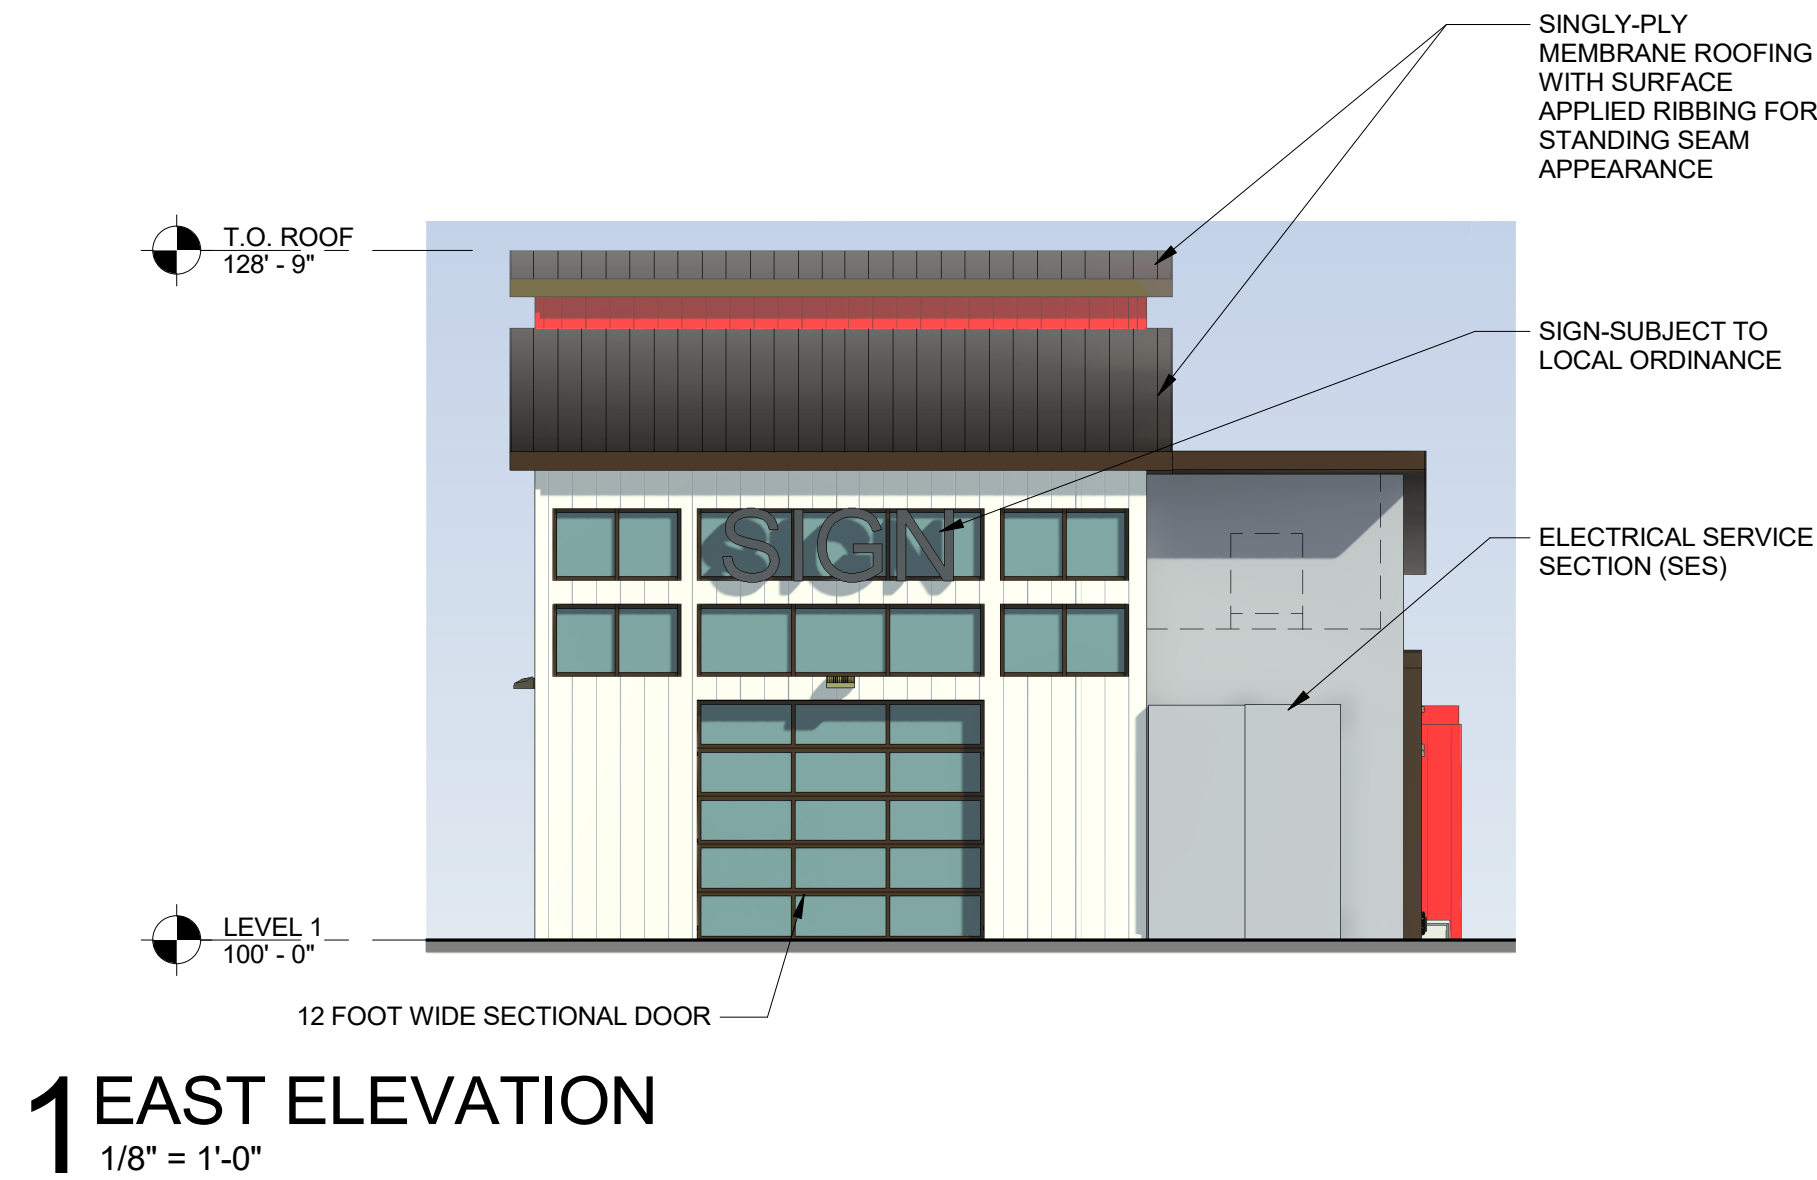 SINGLY-PLY
MEMBRANE ROOFING
WITH SURFACE
APPLIED RIBBING FOR
STANDING SEAM
APPEARANCE
T.O. ROOF
128' - 9"
SIGN-SUBJECT TO
LOCAL ORDINANCE
SIGN
ELECTRICAL SERVICE
SECTION (SES)
LEVEL 1
100' - 0"
12 FOOT WIDE SECTIONAL DOOR
1 EAST ELEVATION
1/8" = 1'-0"